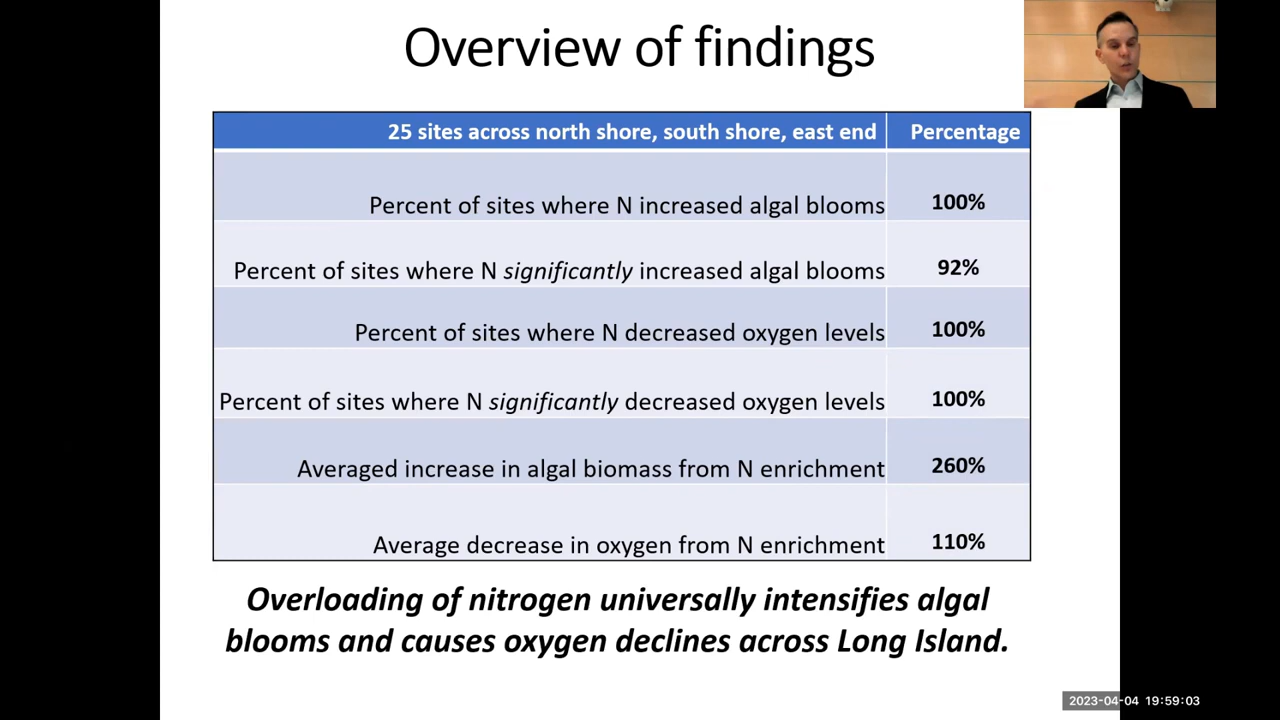 Overview of findings
25 sites across north shore, south shore, east end Percentage
Percent of sites where N increased algal blooms 100%
Percent of sites where N significantly increased algal blooms 92%
Percent of sites where N decreased oxygen levels 100%
Percent of sites where N significantly decreased oxygen levels 100%
Averaged increase in algal biomass from N enrichment 260%
Average decrease in oxygen from N enrichment 110%
Overloading of nitrogen universally intensifies algal
blooms and causes oxygen declines across Long Island.
2023-04-04 19:59:03